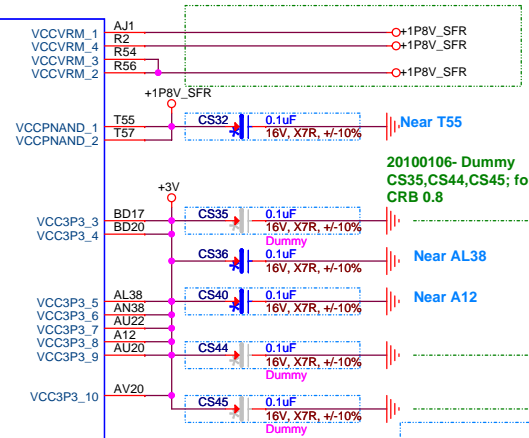 VCCVRM_1 AJ1 +1P8V_SFR
VCCVRM_4 R2 +1P8V_SFR
VCCVRM_3 R54
VCCVRM_2 R56 +1P8V_SFR
+1P8V_SFR
VCCPNAND_1 T55 CS32 0.1uF Near T55
VCCPNAND_2 T57 16V, X7R, +/-10%
20100106- Dummy
CS35,CS44,CS45; fo
CRB 0.8
+3V
VCC3P3_3 BD17 CS35 0.1uF
VCC3P3_4 BD20 16V, X7R, +/-10%
Dummy
CS36 0.1uF Near AL38
16V, X7R, +/-10%
VCC3P3_5 AL38 CS40 0.1uF Near A12
VCC3P3_6 AN38 16V, X7R, +/-10%
VCC3P3_7 AU22
VCC3P3_8 A12
VCC3P3_9 AU20 CS44 0.1uF
16V, X7R, +/-10%
Dummy
VCC3P3_10 AV20 CS45 0.1uF
16V, X7R, +/-10%
Dummy